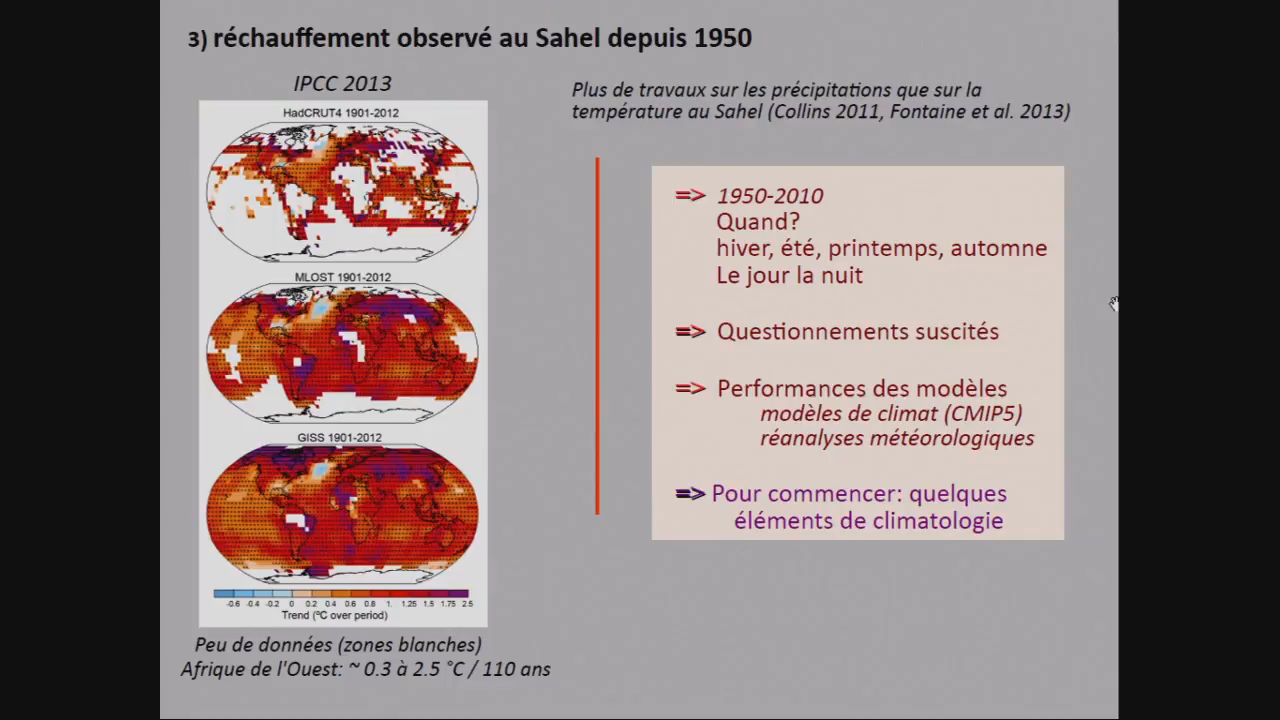 3) réchauffement observé au Sahel depuis 1950
IPCC 2013
Plus de travaux sur les précipitations que sur la
température au Sahel (Collins 2011, Fontaine et al. 2013)
HadCRUT4 1901-2012
MLOST 1901-2012
GISS 1901-2012
-0.6 -0.4 -0.2 0 0.2 0.4 0.6 0.8 1. 1.25 1.5 1.75 2.5
Trend (ºC over period)
Peu de données (zones blanches)
Afrique de l'Ouest: ~ 0.3 à 2.5 °C / 110 ans
=> 1950-2010
Quand?
hiver, été, printemps, automne
Le jour la nuit
=> Questionnements suscités
=> Performances des modèles
modèles de climat (CMIP5)
réanalyses météorologiques
=> Pour commencer: quelques
éléments de climatologie